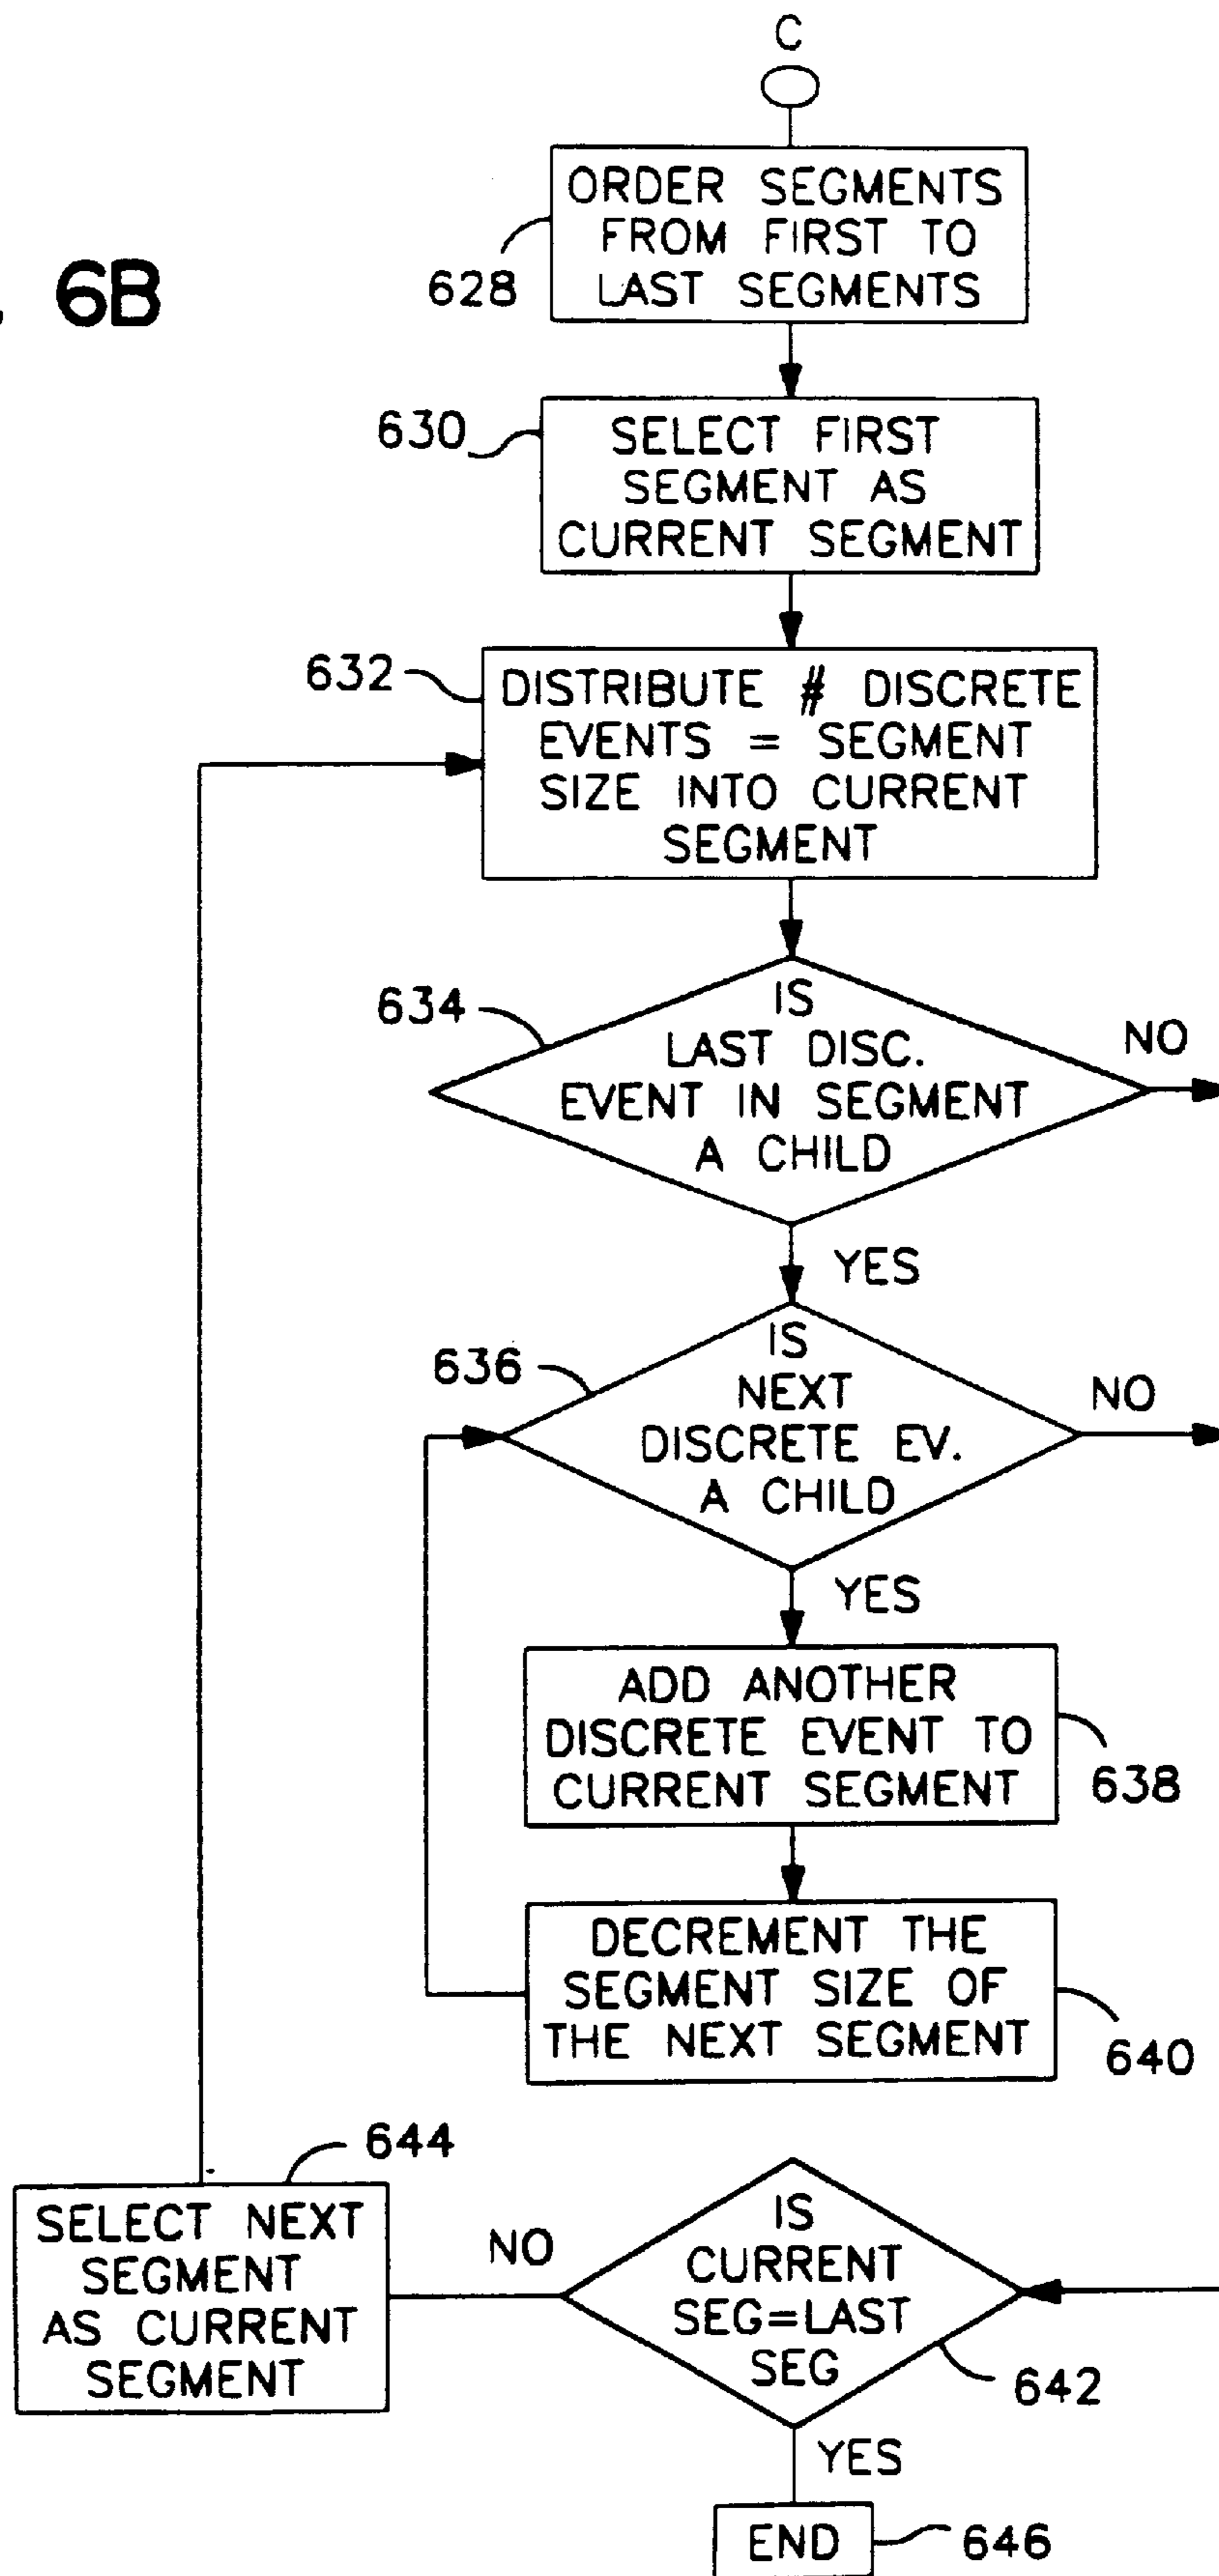 C
ORDER SEGMENTS
FROM FIRST TO
LAST SEGMENTS
628
6B
630
SELECT FIRST
SEGMENT AS
CURRENT SEGMENT
632
DISTRIBUTE # DISCRETE
EVENTS = SEGMENT
SIZE INTO CURRENT
SEGMENT
634
IS
LAST DISC.
EVENT IN SEGMENT
A CHILD
NO
YES
636
IS
NEXT
DISCRETE EV.
A CHILD
NO
YES
ADD ANOTHER
DISCRETE EVENT TO
CURRENT SEGMENT
638
DECREMENT THE
SEGMENT SIZE OF
THE NEXT SEGMENT
640
644
SELECT NEXT
SEGMENT
AS CURRENT
SEGMENT
NO
IS
CURRENT
SEG=LAST
SEG
642
YES
END
646